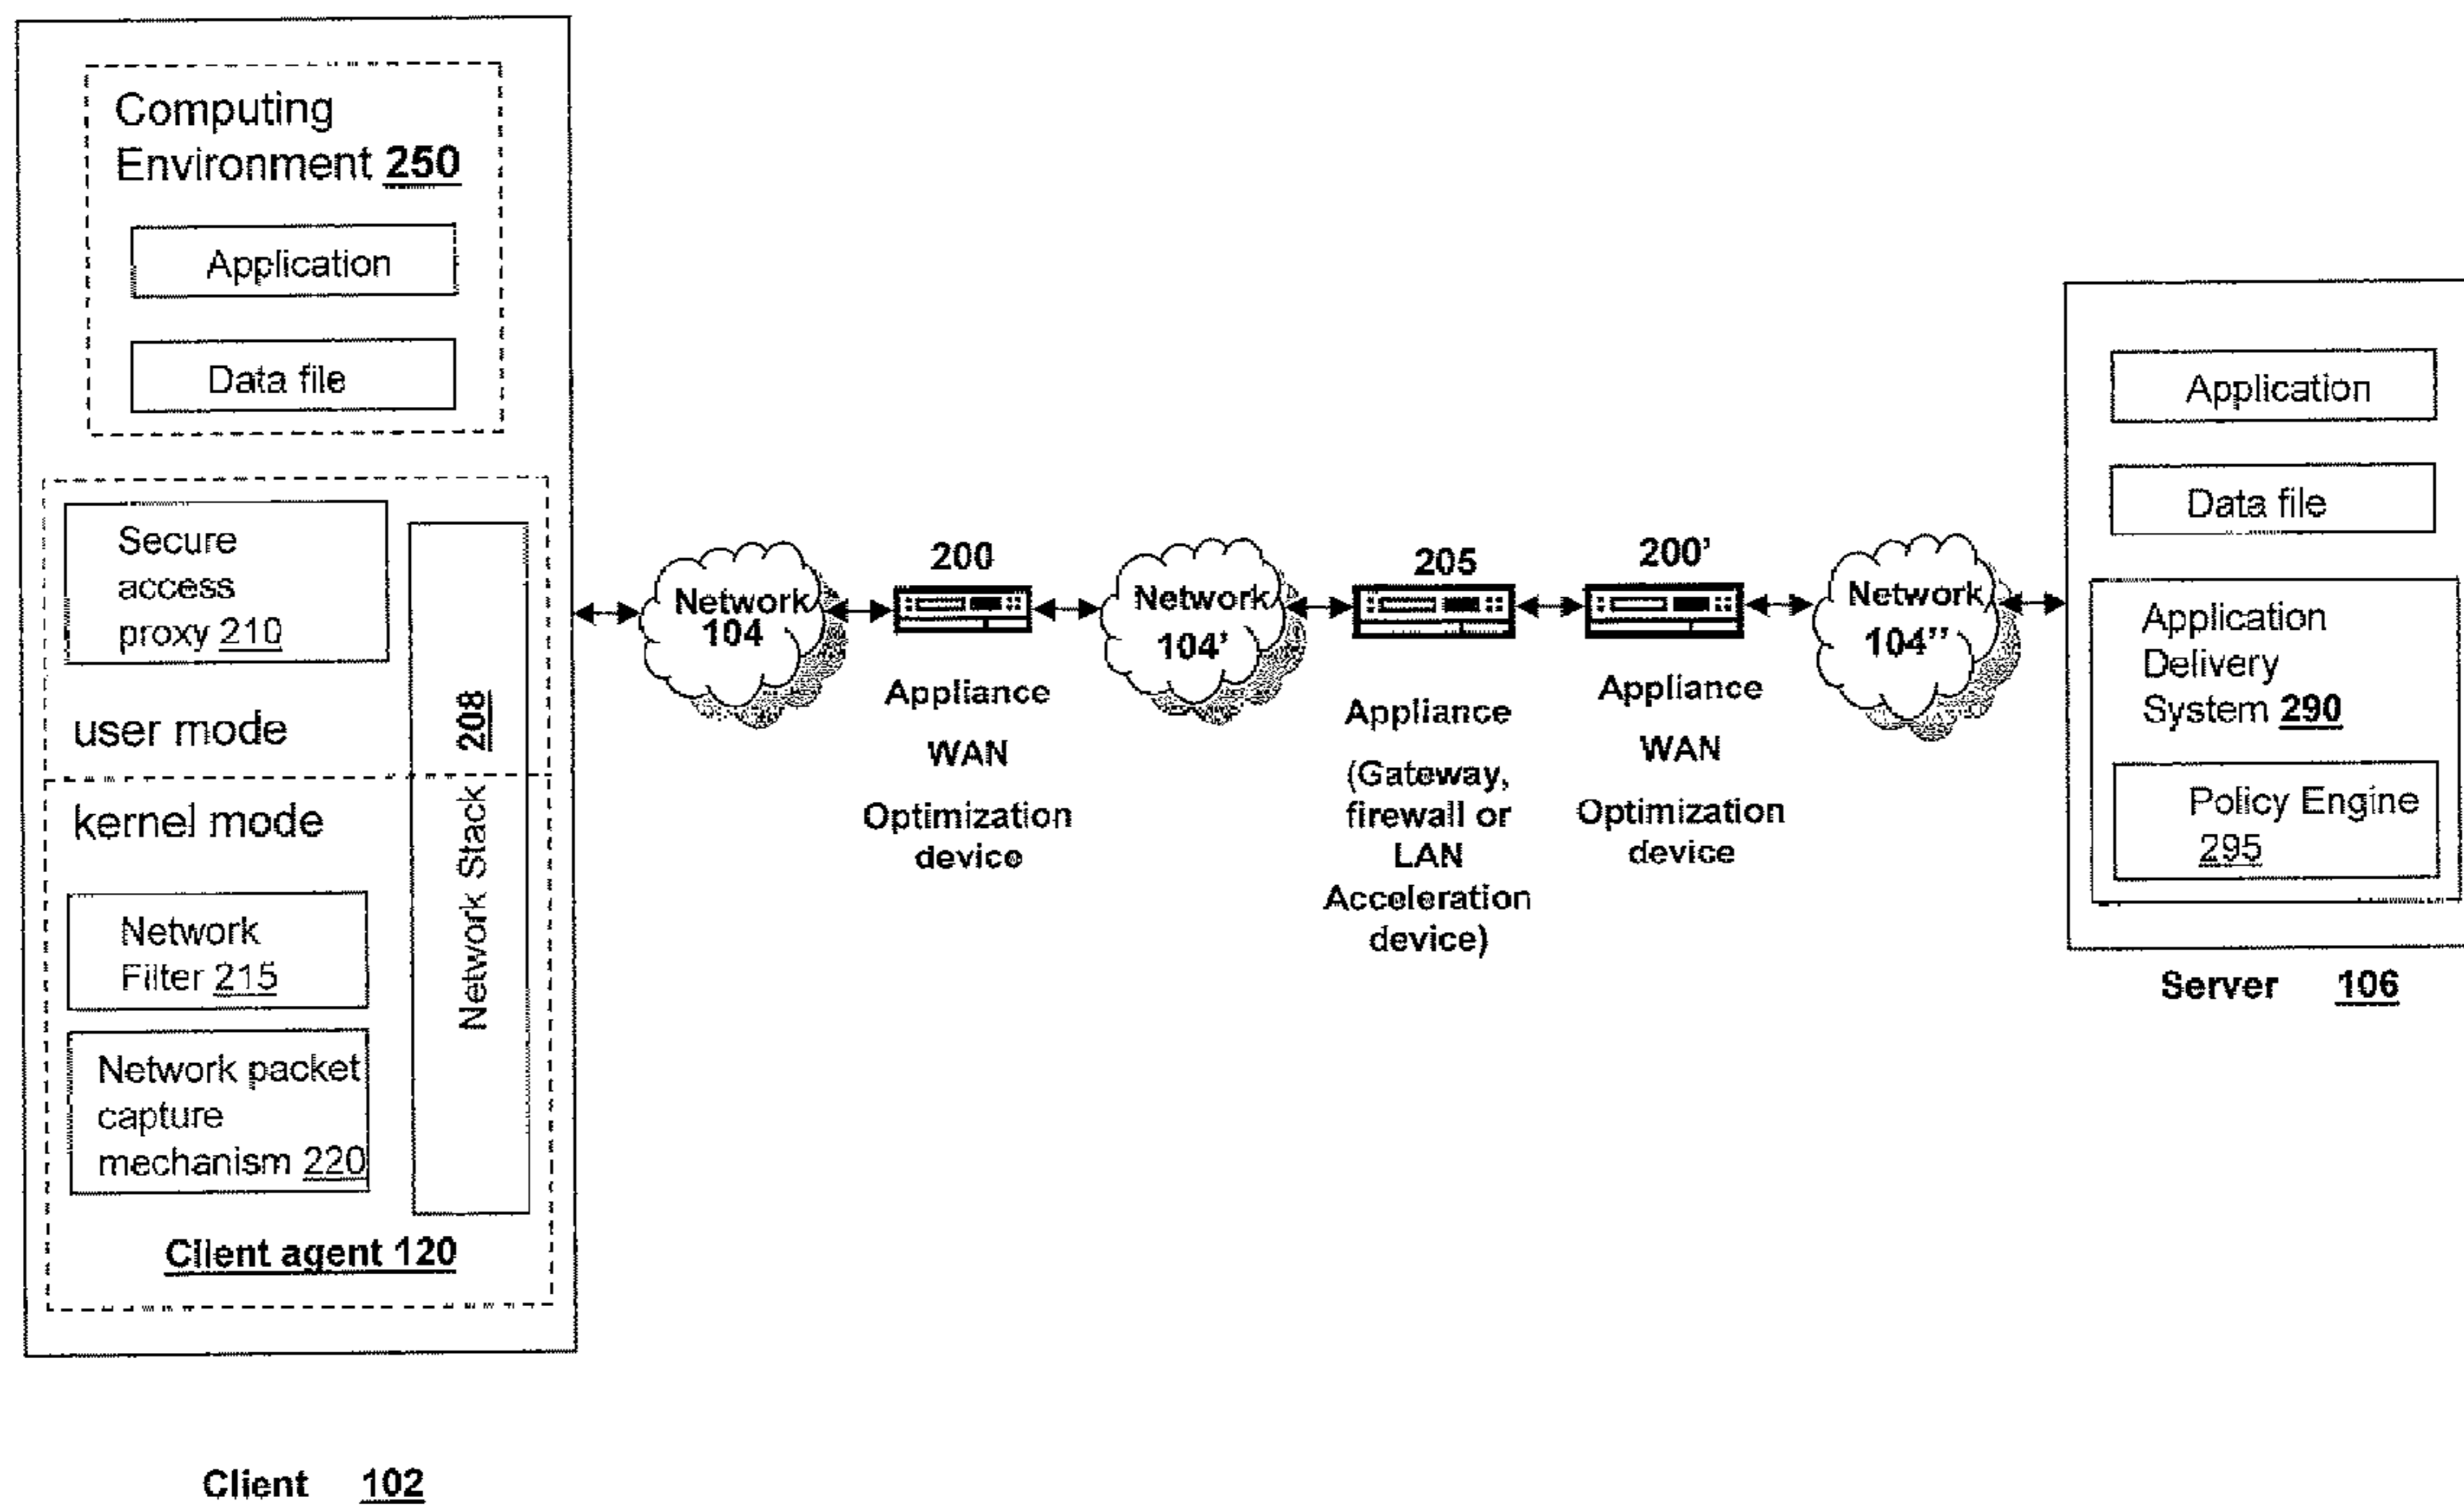 Computing
Environment 250
Application
Data file
Secure
access
proxy 210
user mode
kernel mode
Network
Filter 215
Network packet
capture
mechanism 220
Network Stack 208
Client agent 120
Client 102
Network
104
200
Appliance
WAN
Optimization
device
Network
104'
205
Appliance
(Gateway,
firewall or
LAN
Acceleration
device)
200'
Appliance
WAN
Optimization
device
Network
104''
Application
Data file
Application
Delivery
System 290
Policy Engine
295
Server 106